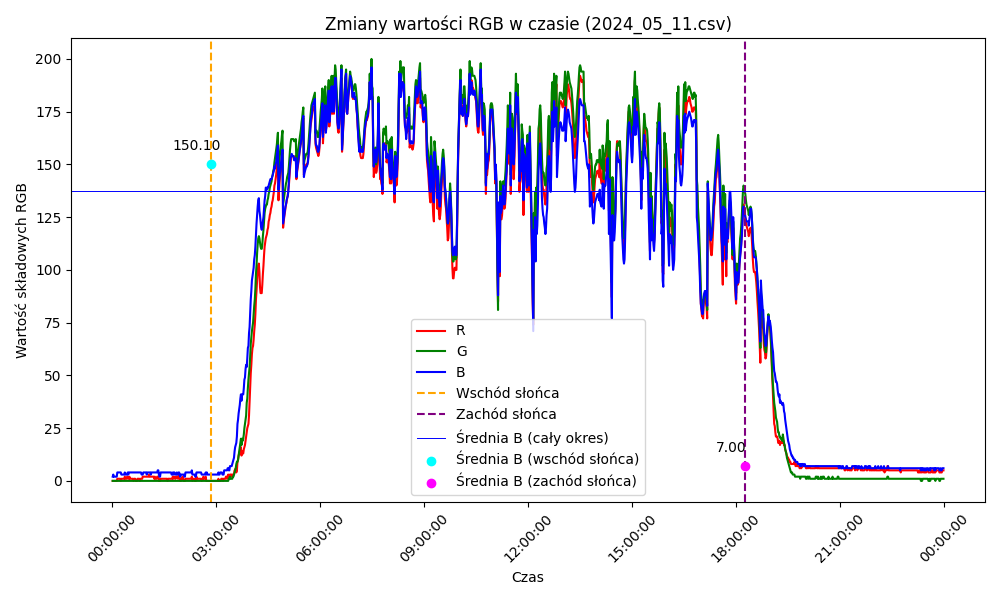 Zmiany wartości RGB w czasie (2024_05_11.csv)
200
175
150
125
100
75
50
25
0
Wartość składowych RGB
150.10
7.00
R
G
B
Wschód słońca
Zachód słońca
Średnia B (cały okres)
Średnia B (wschód słońca)
Średnia B (zachód słońca)
00:00:00
03:00:00
06:00:00
09:00:00
12:00:00
15:00:00
18:00:00
21:00:00
00:00:00
Czas